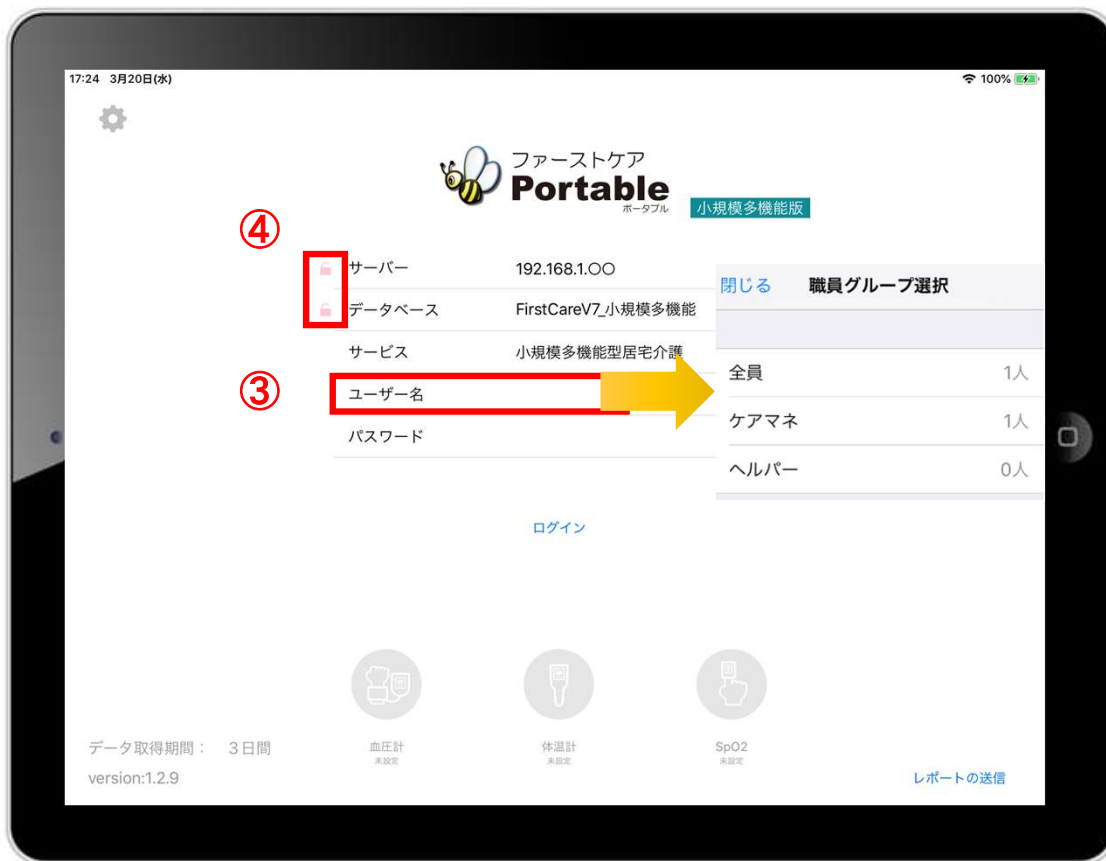 17:24 3月20日(水)
100%
ファーストケア
Portable
ポータブル
小規模多機能版
④
サーバー 192.168.1.〇〇
データベース FirstCareV7_小規模多機能
サービス 小規模多機能型居宅介護
③
ユーザー名
パスワード
ログイン
閉じる 職員グループ選択
全員 1人
ケアマネ 1人
ヘルパー 0人
血圧計
未設定
体温計
未設定
SpO2
未設定
データ取得期間： 3日間
version:1.2.9
レポートの送信